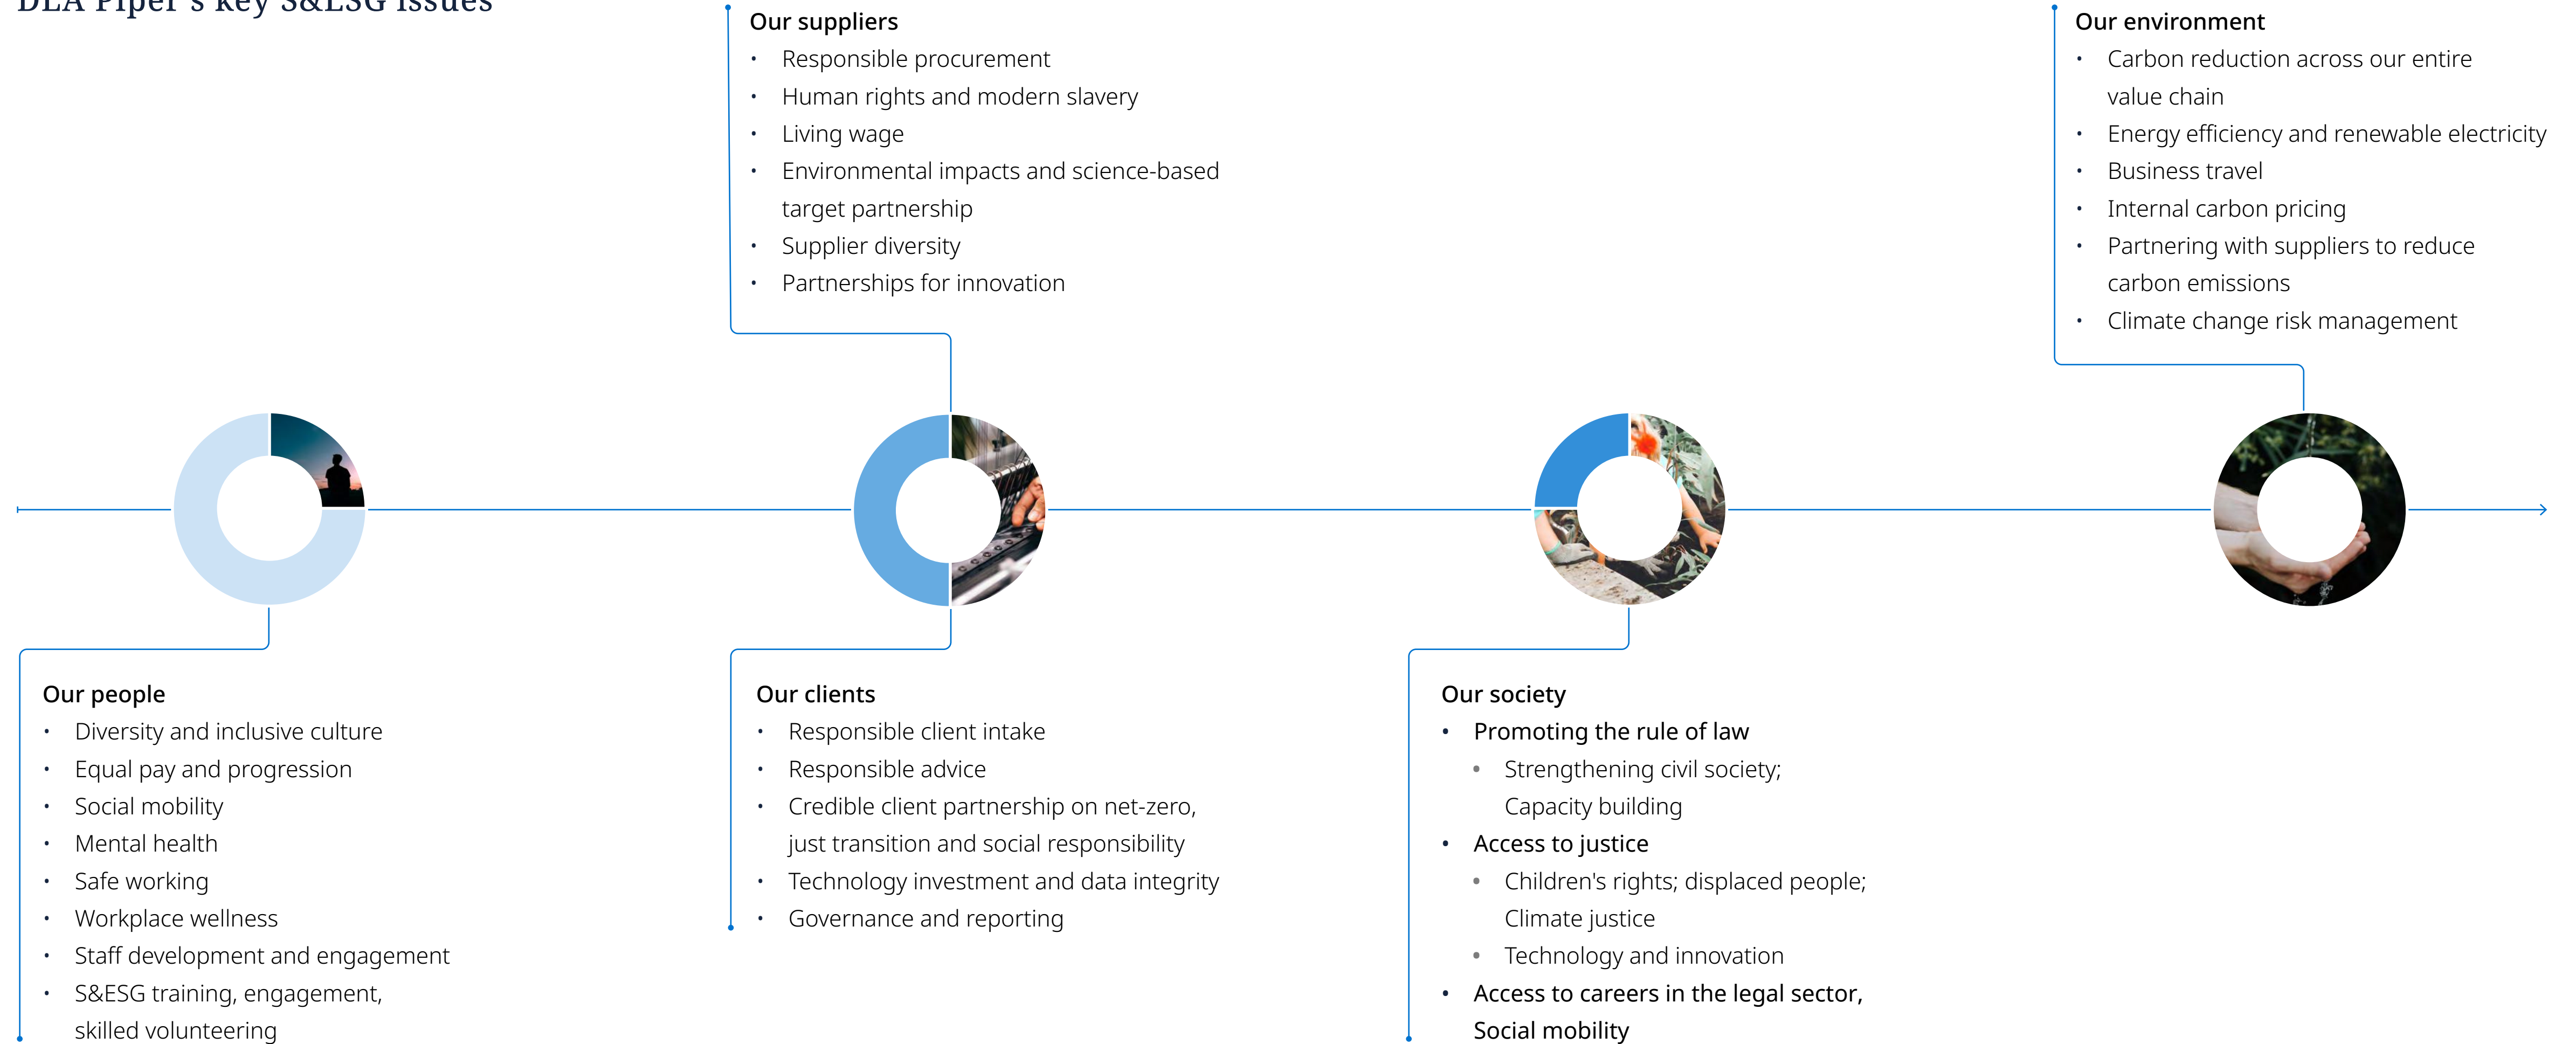 DLA Piper's key S&ESG issues
Our suppliers
• Responsible procurement
• Human rights and modern slavery
• Living wage
• Environmental impacts and science-based
target partnership
• Supplier diversity
• Partnerships for innovation
Our environment
• Carbon reduction across our entire
value chain
• Energy efficiency and renewable electricity
• Business travel
• Internal carbon pricing
• Partnering with suppliers to reduce
carbon emissions
• Climate change risk management
Our people
• Diversity and inclusive culture
• Equal pay and progression
• Social mobility
• Mental health
• Safe working
• Workplace wellness
• Staff development and engagement
• S&ESG training, engagement,
skilled volunteering
Our clients
• Responsible client intake
• Responsible advice
• Credible client partnership on net-zero,
just transition and social responsibility
• Technology investment and data integrity
• Governance and reporting
Our society
• Promoting the rule of law
• Strengthening civil society;
Capacity building
• Access to justice
• Children's rights; displaced people;
Climate justice
• Technology and innovation
• Access to careers in the legal sector,
Social mobility